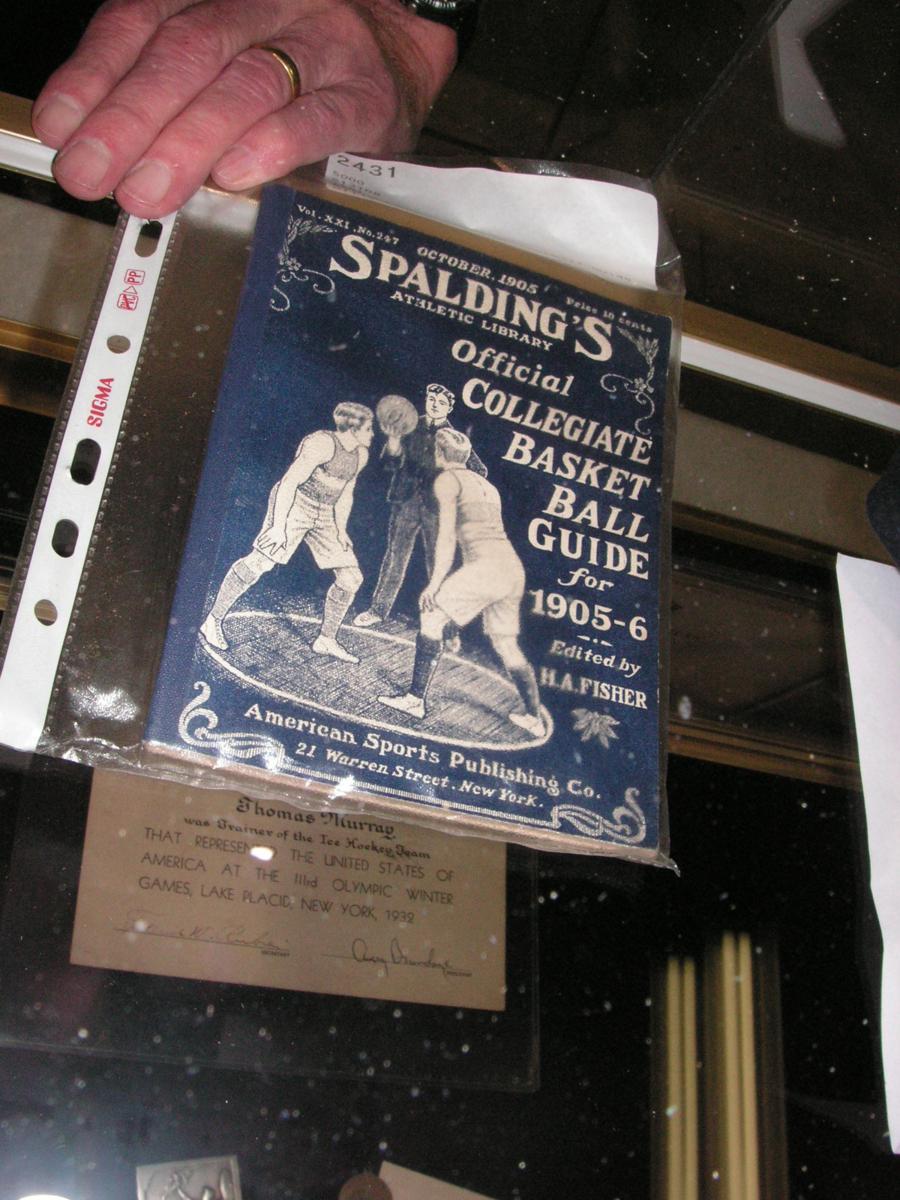 2431
5000
Vol. XXI. No. 247
OCTOBER, 1905
Price 10 cents
SPALDING'S
ATHLETIC LIBRARY
Official
COLLEGIATE
BASKET
BALL
GUIDE
for
1905-6
Edited by
H.A. FISHER
American Sports Publishing Co.
21 Warren Street. New York.
PP
SIGMA
Thomas Murray
was Trainer of the Ice Hockey Team
THAT REPRESEN THE UNITED STATES OF
AMERICA AT THE IIIrd OLYMPIC WINTER
GAMES, LAKE PLACID, NEW YORK, 1932
SECRETARY